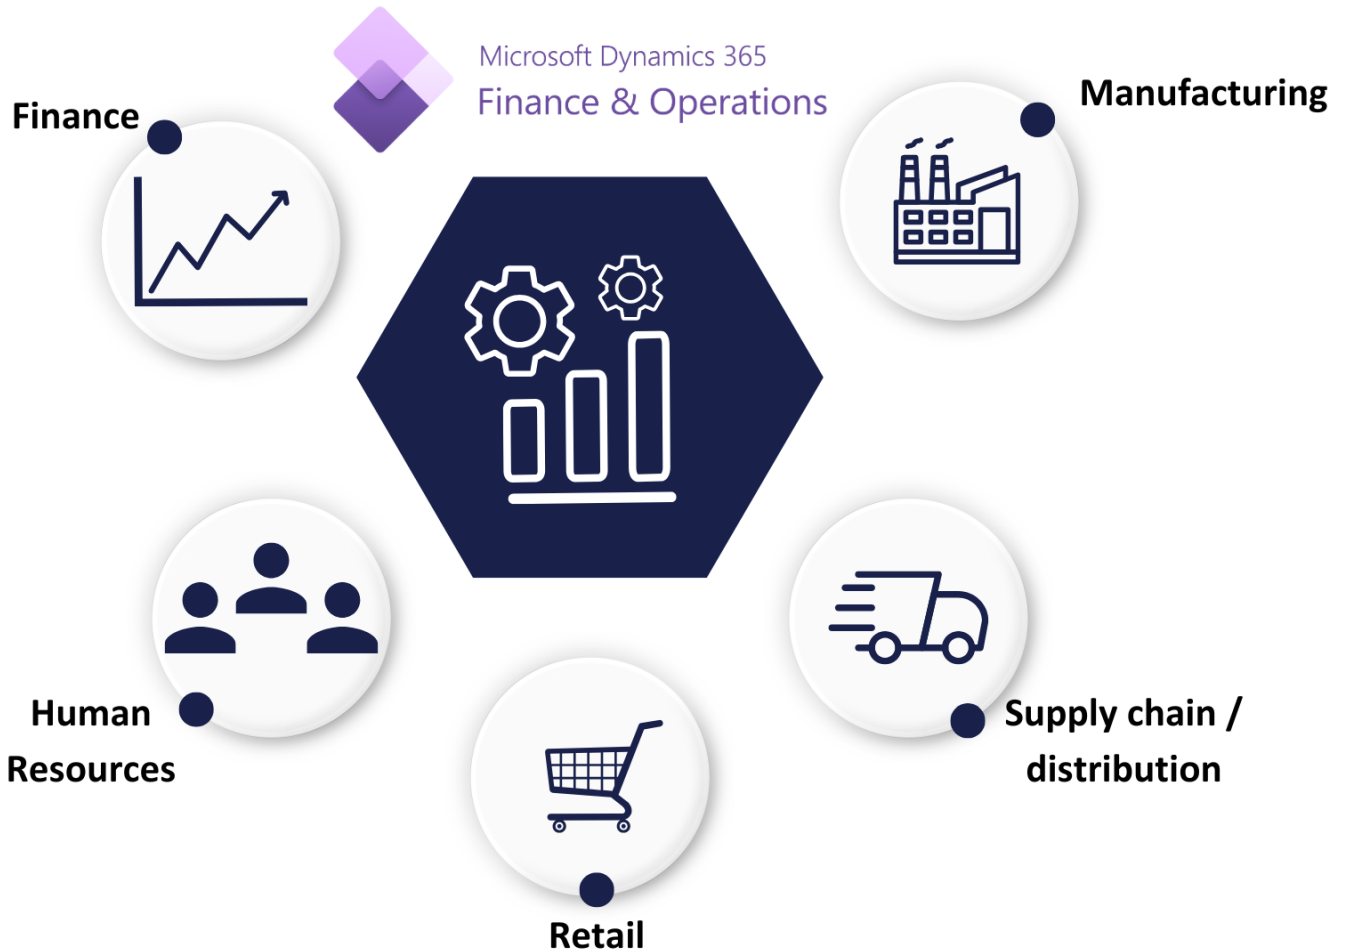 Microsoft Dynamics 365
Finance & Operations
Finance
Manufacturing
Human
Resources
Supply chain /
distribution
Retail